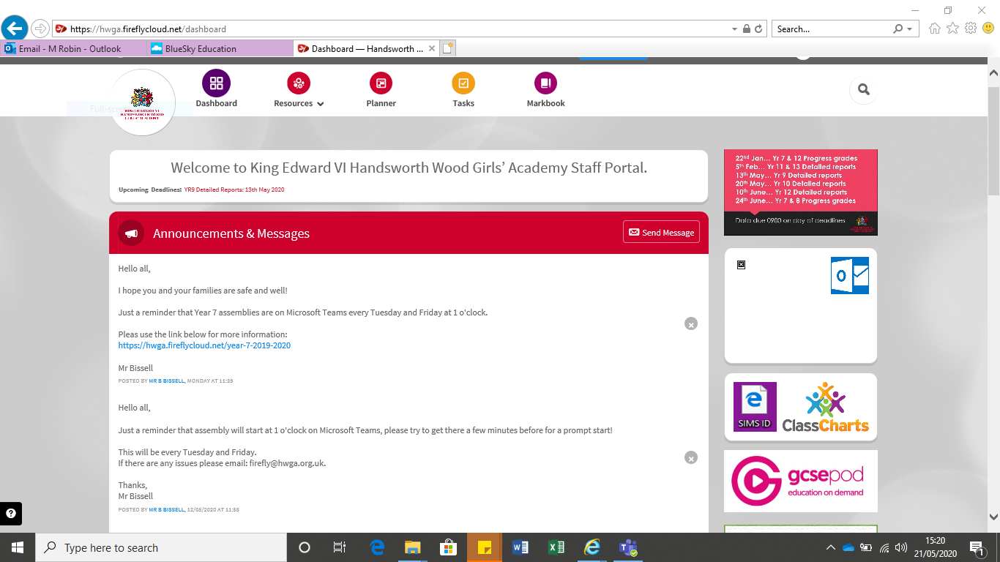 https://hwga.fireflycloud.net/dashboard
Search...
Email - M Robin - Outlook
BlueSky Education
Dashboard — Handsworth ...
Dashboard
Resources
Planner
Tasks
Markbook
Welcome to King Edward VI Handsworth Wood Girls' Academy Staff Portal.
Upcoming Deadlines: YR9 Detailed Reports: 13th May 2020
22nd Jan... Yr 7 & 12 Progress grades
5th Feb... Yr 11 & 13 Detailed reports
13th May... Yr 9 Detailed reports
20th May... Yr 10 Detailed reports
10th June... Yr 12 Detailed reports
24th June... Yr 7 & 8 Progress grades
Data due 0900 on day of deadlines
Announcements & Messages
Send Message
Hello all,
I hope you and your families are safe and well!
Just a reminder that Year 7 assemblies are on Microsoft Teams every Tuesday and Friday at 1 o'clock.
Pleas use the link below for more information:
https://hwga.fireflycloud.net/year-7-2019-2020
Mr Bissell
POSTED BY MR B BISSELL, MONDAY AT 11:39
Hello all,
Just a reminder that assembly will start at 1 o'clock on Microsoft Teams, please try to get there a few minutes before for a prompt start!
This will be every Tuesday and Friday.
If there are any issues please email: firefly@hwga.org.uk.
Thanks,
Mr Bissell
POSTED BY MR B BISSELL, 12/05/2020 AT 11:55
SIMS ID
ClassCharts
gcsepod
education on demand
Type here to search
15:20
21/05/2020
1